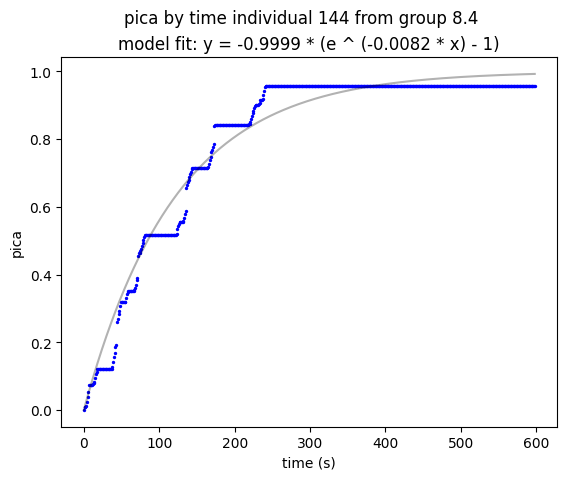 pica by time individual 144 from group 8.4
model fit: y = -0.9999 * (e ^ (-0.0082 * x) - 1)
1.0
0.8
0.6
0.4
0.2
0.0
pica
0 100 200 300 400 500 600
time (s)